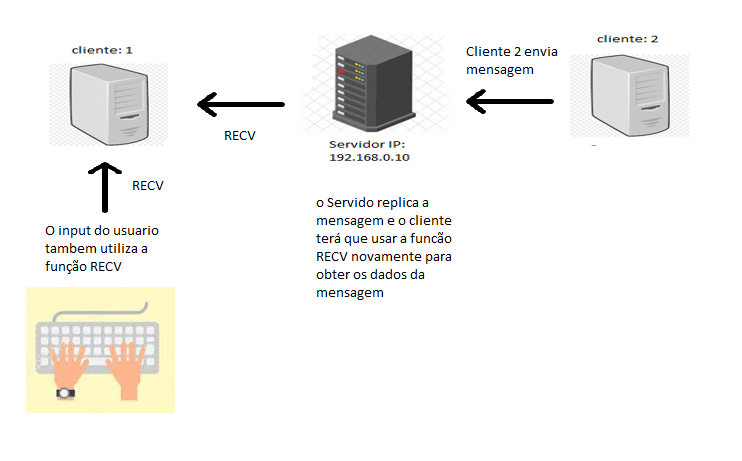 cliente: 1
Cliente 2 envia
mensagem
cliente: 2
RECV
Servidor IP:
192.168.0.10
RECV
O input do usuario
tambem utiliza a
função RECV
o Servido replica a
mensagem e o cliente
terá que usar a funcão
RECV novamente para
obter os dados da
mensagem